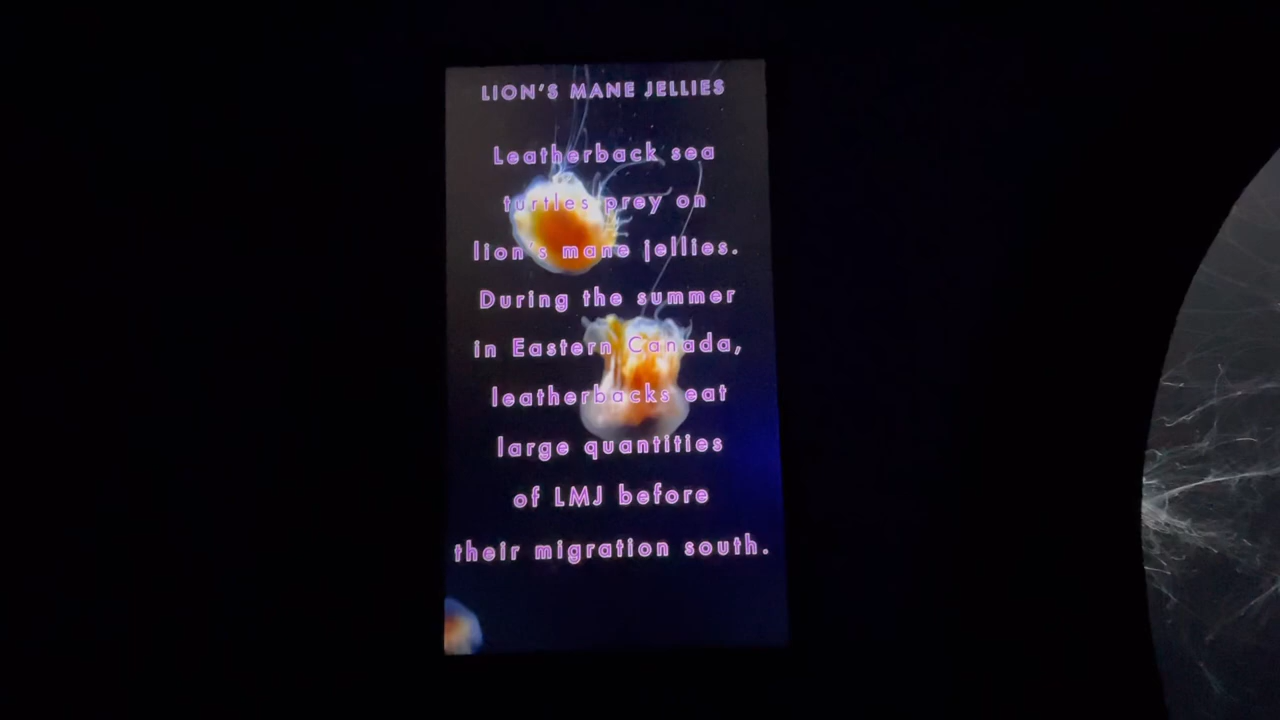 LION'S MANE JELLIES
Leatherback sea
turtles prey on
lion's mane jellies.
During the summer
in Eastern Canada,
leatherbacks eat
large quantities
of LMJ before
their migration south.